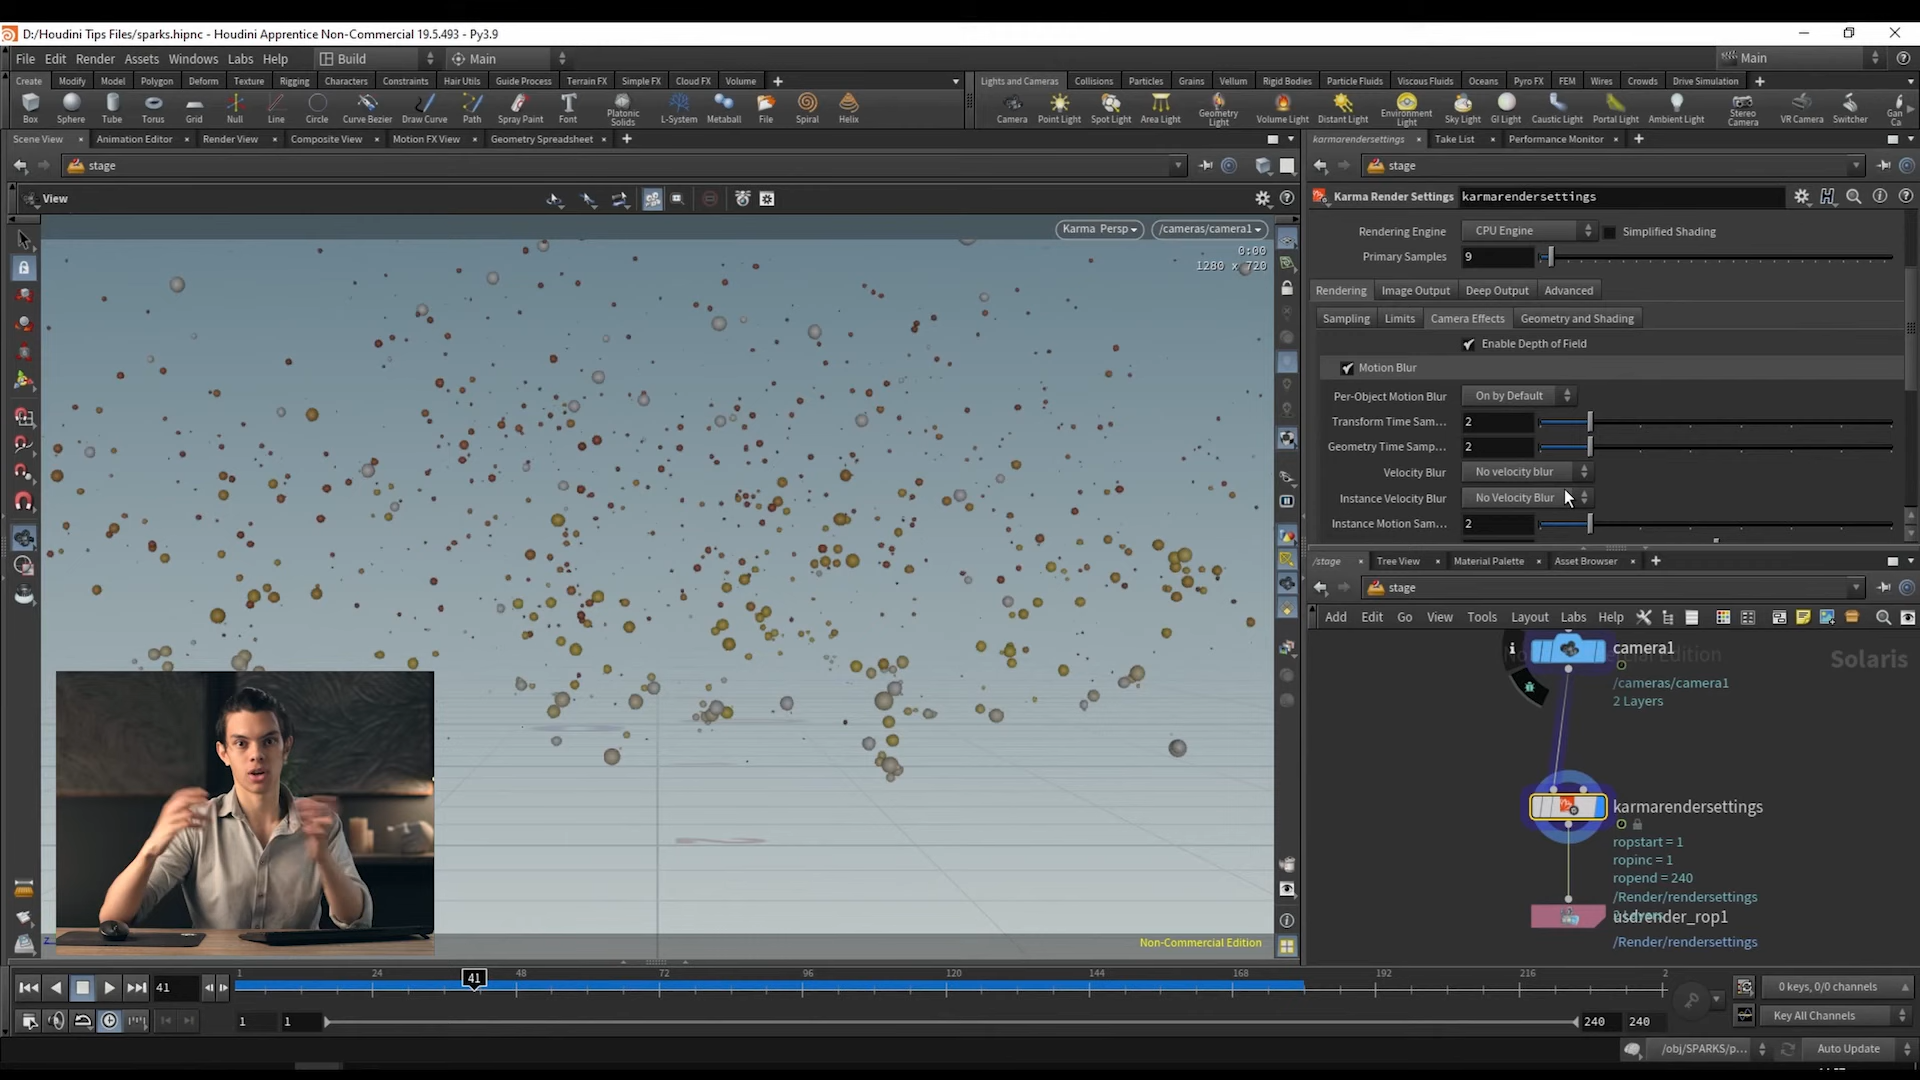 D:/Houdini Tips Files/sparks.hipnc - Houdini Apprentice Non-Commercial 19.5.493 - Py3.9
File Edit Render Assets Windows Labs Help Build Main Main
Create Modify Model Polygon Deform Texture Rigging Characters Constraints Hair Utils Guide Process Terrain FX Simple FX Cloud FX Volume
Lights and Cameras Collisions Particles Grains Vellum Rigid Bodies Particle Fluids Viscous Fluids Oceans Pyro FX FEM Wires Crowds Drive Simulation
Box Sphere Tube Torus Grid Null Line Circle Curve Bezier Draw Curve Path Spray Paint Font Platonic Solids L-System Metaball File Spiral Helix
Camera Point Light Spot Light Area Light Geometry Light Volume Light Distant Light Environment Light Sky Light GI Light Caustic Light Portal Light Ambient Light Stereo Camera VR Camera Switcher
Scene View Animation Editor Render View Composite View Motion FX View Geometry Spreadsheet
karmarendersettings Take List Performance Monitor
stage
stage
View
Karma Render Settings karmarendersettings
Karma Persp /cameras/camera1
0:00
1280 x 720
Rendering Engine CPU Engine Simplified Shading
Primary Samples 9
Rendering Image Output Deep Output Advanced
Sampling Limits Camera Effects Geometry and Shading
Enable Depth of Field
Motion Blur
Per-Object Motion Blur On by Default
Transform Time Sam... 2
Geometry Time Samp... 2
Velocity Blur No velocity blur
Instance Velocity Blur No Velocity Blur
Instance Motion Sam... 2
/stage Tree View Material Palette Asset Browser
stage
Add Edit Go View Tools Layout Labs Help
Solaris
camera1
/cameras/camera1
2 Layers
karmarendersettings
ropstart = 1
ropinc = 1
ropend = 240
/Render/rendersettings
usdrender_rop1
/Render/rendersettings
Non-Commercial Edition
z
41
1 24 41 48 72 96 120 144 168 192 216 2
1 1 240 240
0 keys, 0/0 channels
Key All Channels
/obj/SPARKS/p... Auto Update